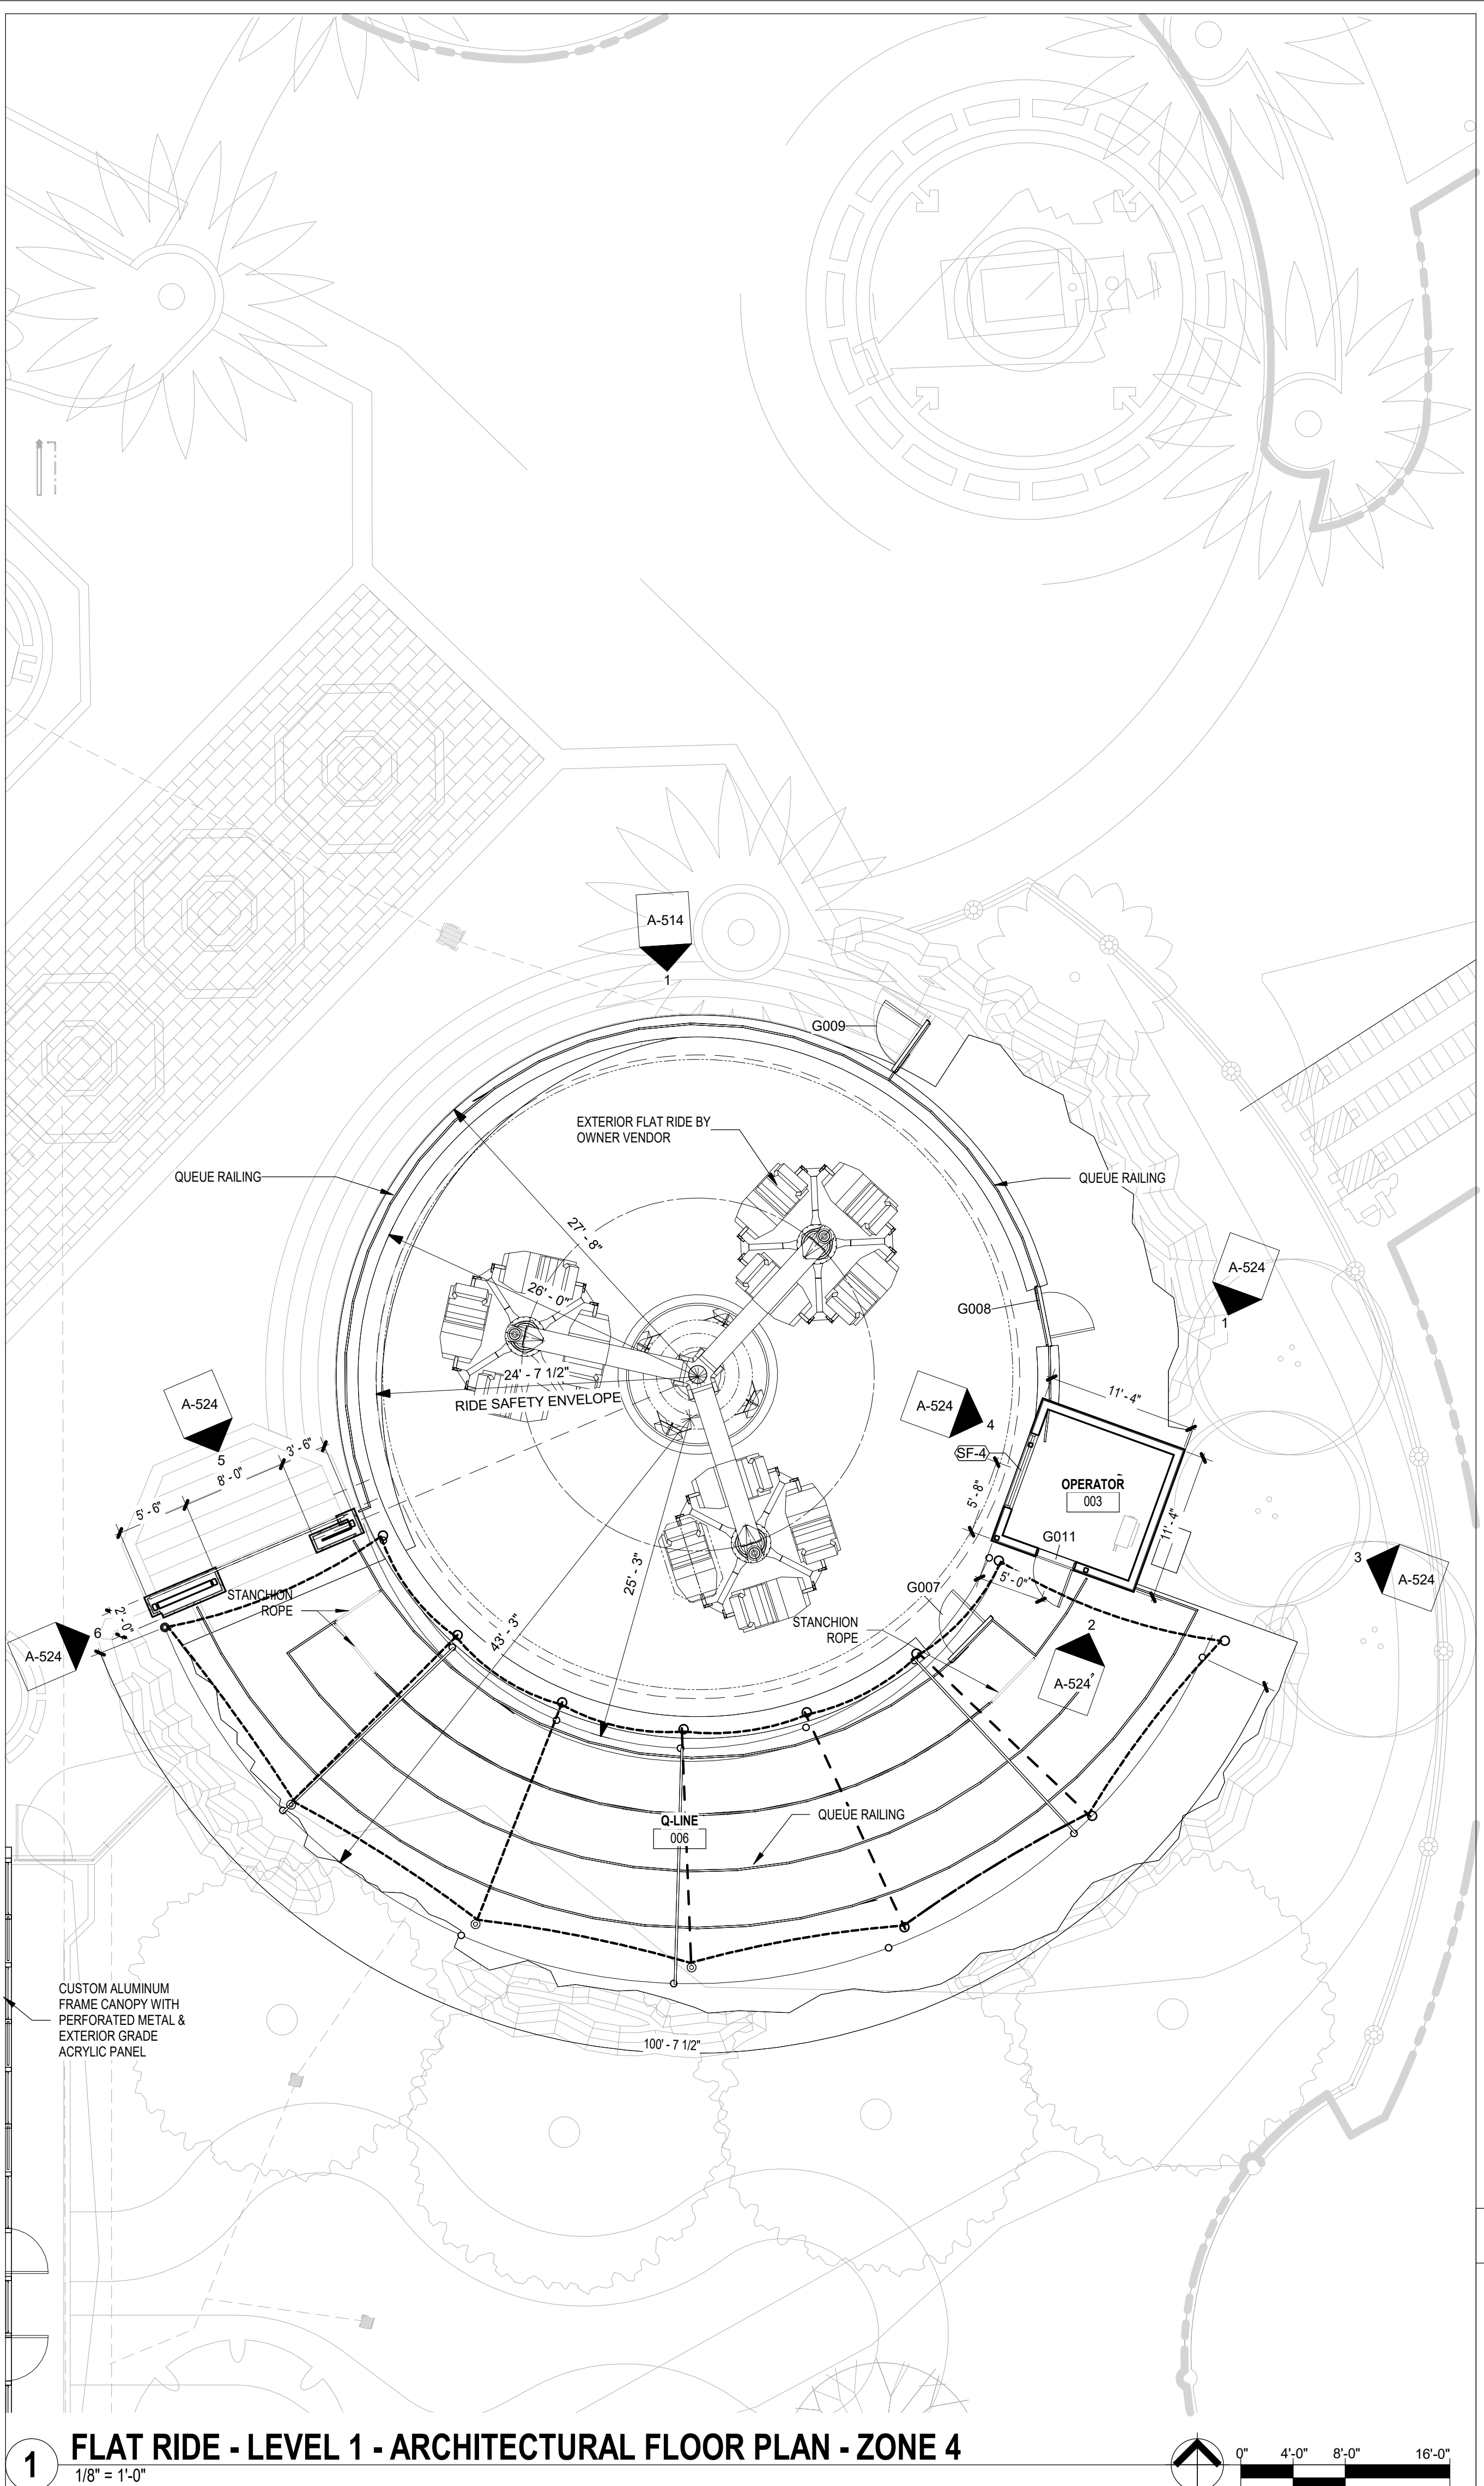 A-514
1
G009
EXTERIOR FLAT RIDE BY
OWNER VENDOR
QUEUE RAILING
QUEUE RAILING
27' - 8"
A-524
1
26' - 0"
G008
24' - 7 1/2"
RIDE SAFETY ENVELOPE
11'- 4"
A-524
5
A-524
4
3'- 6"
8' - 0"
5' - 6"
SF-4
OPERATOR
003
5' - 8"
11'- 4"
G011
25' - 3"
3
A-524
5'- 0"
G007
STANCHION
ROPE
STANCHION
ROPE
2' - 0"
6
A-524
43' - 3"
2
A-524
QUEUE RAILING
Q-LINE
006
CUSTOM ALUMINUM
FRAME CANOPY WITH
PERFORATED METAL &
EXTERIOR GRADE
ACRYLIC PANEL
100' - 7 1/2"
1
FLAT RIDE - LEVEL 1 - ARCHITECTURAL FLOOR PLAN - ZONE 4
1/8" = 1'-0"
0" 4'-0" 8'-0" 16'-0"